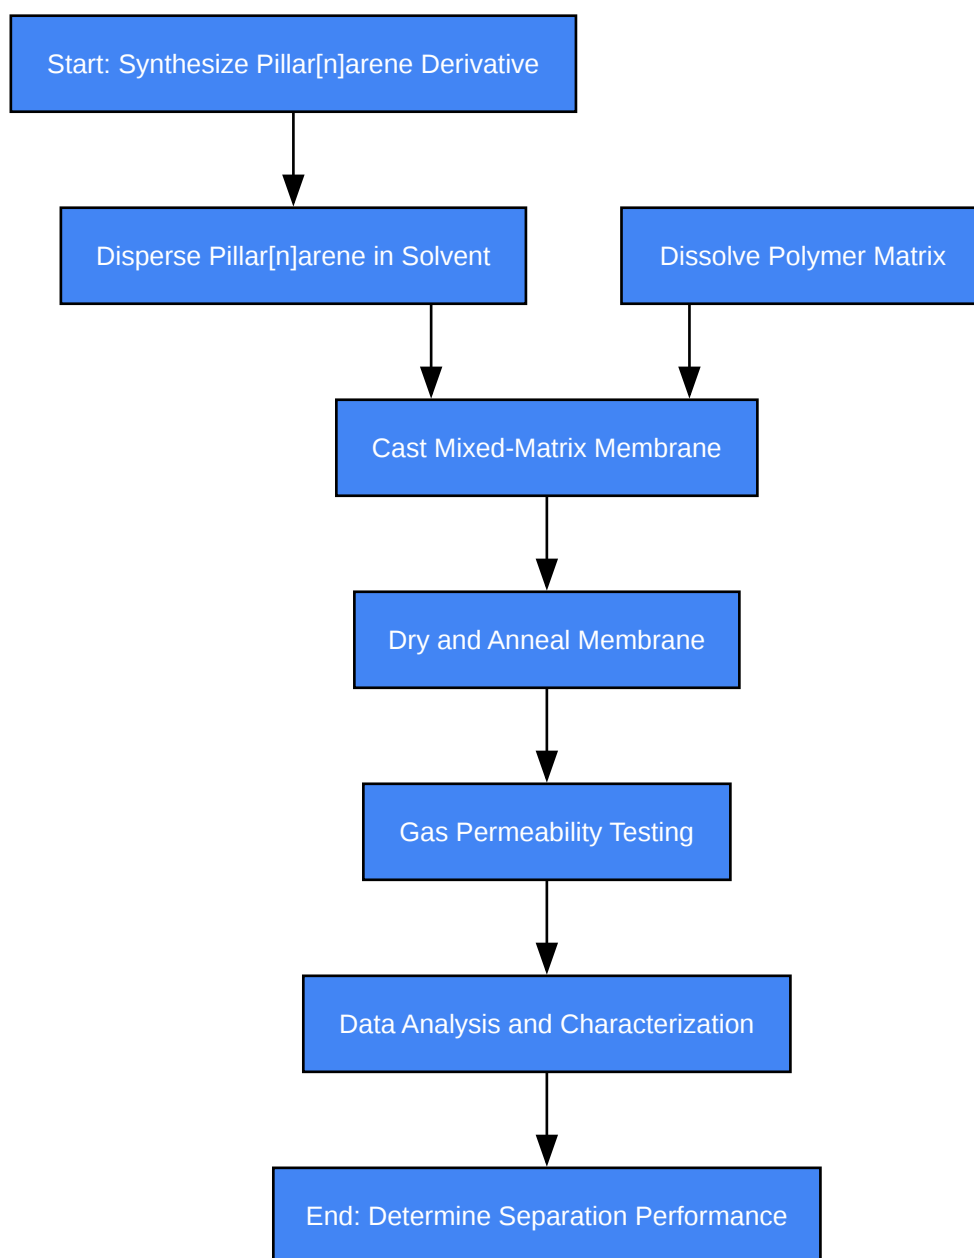 Start: Synthesize Pillar[n]arene Derivative
Disperse Pillar[n]arene in Solvent
Dissolve Polymer Matrix
Cast Mixed-Matrix Membrane
Dry and Anneal Membrane
Gas Permeability Testing
Data Analysis and Characterization
End: Determine Separation Performance